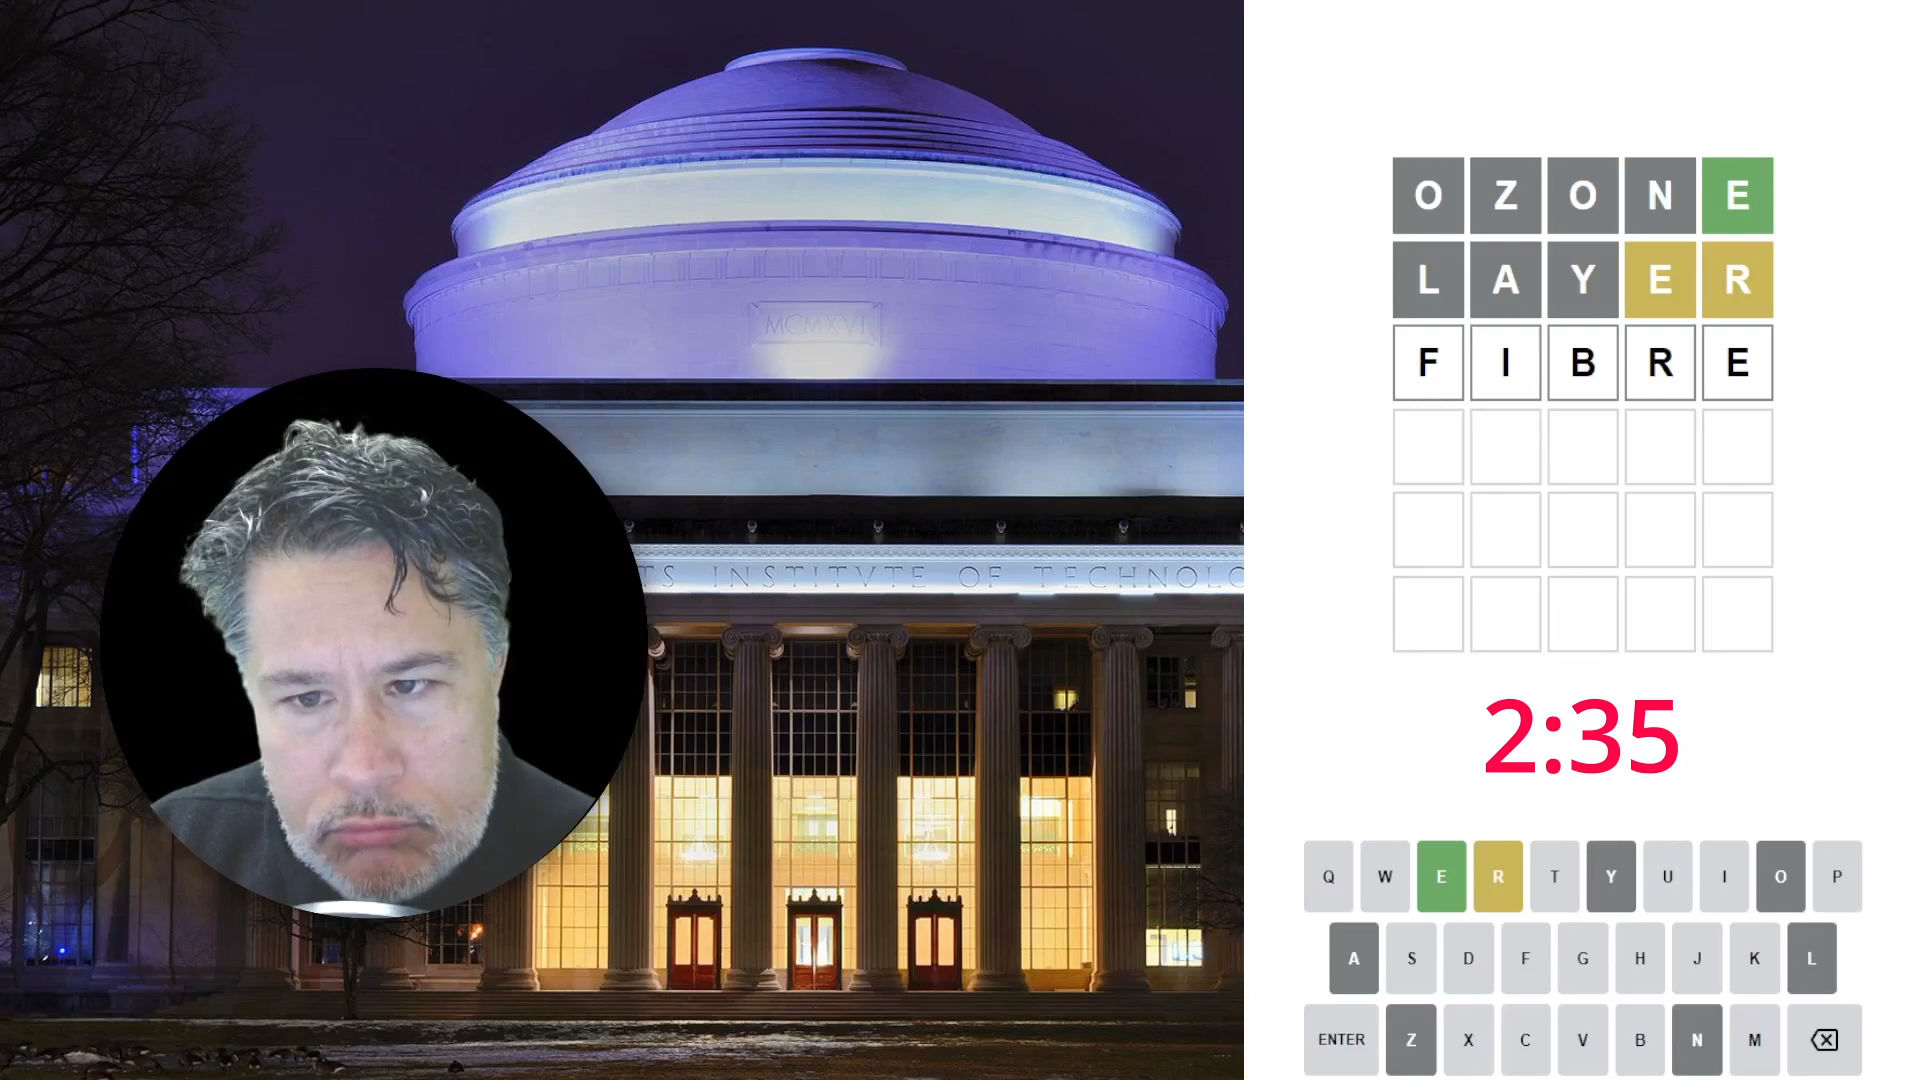 MCMXVI
TS INSTITVTE OF TECHNOLO
O Z O N E
L A Y E R
F I B R E
2:35
Q W E R T Y U I O P
A S D F G H J K L
ENTER Z X C V B N M